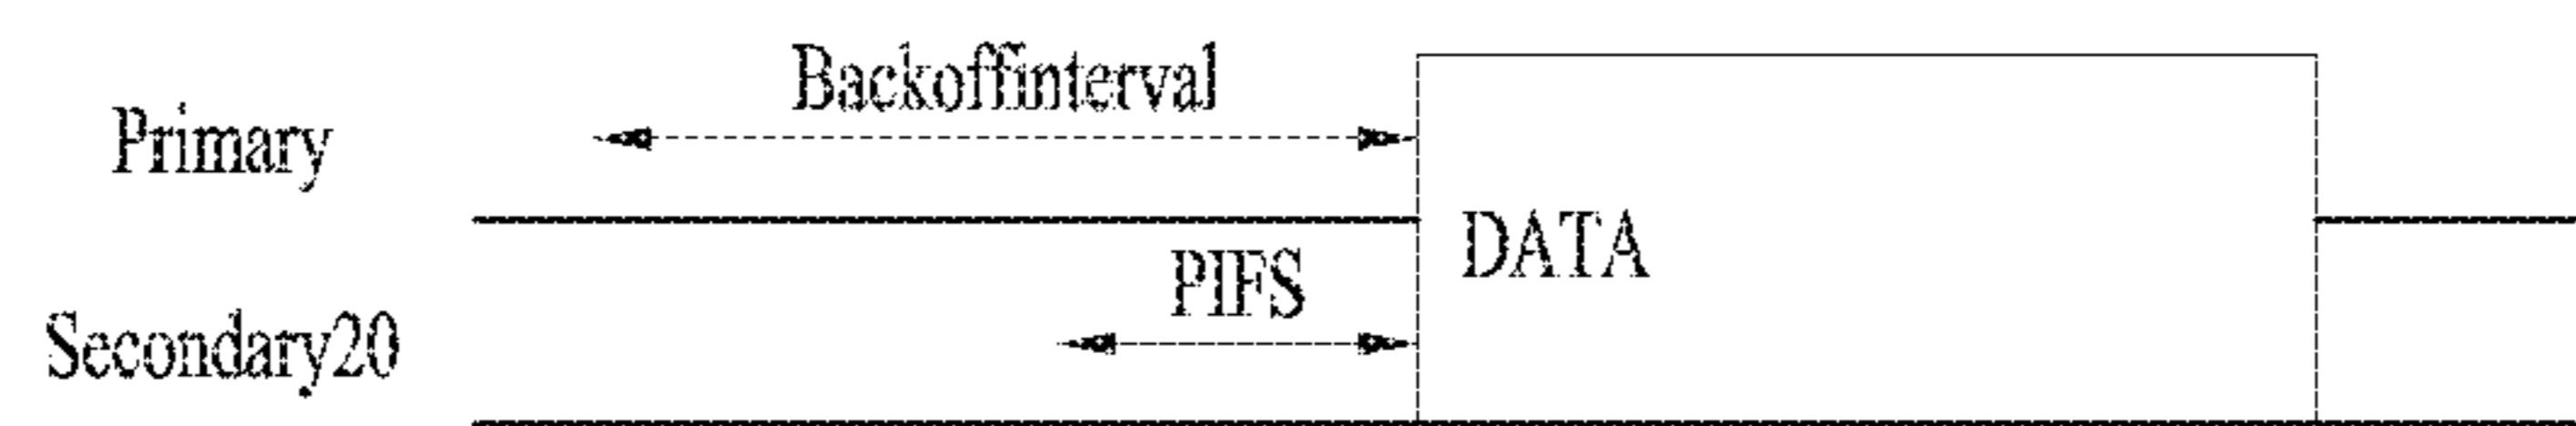 Backoffinterval
Primary
DATA
PIFS
Secondary20